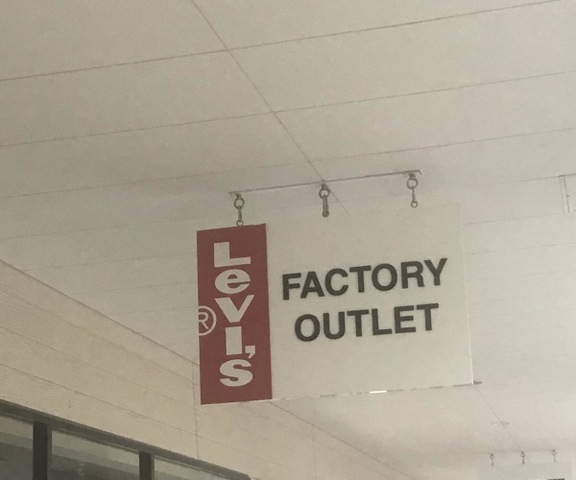 Levi's
®
FACTORY
OUTLET